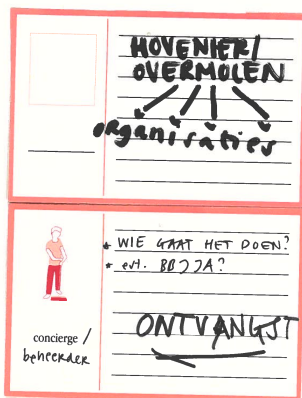 HOVENIER/
OVERMOLEN
organisaties
* WIE GAAT HET DOEN?
* evt. BBJJA?
ONTVANGST
concierge /
beheerder